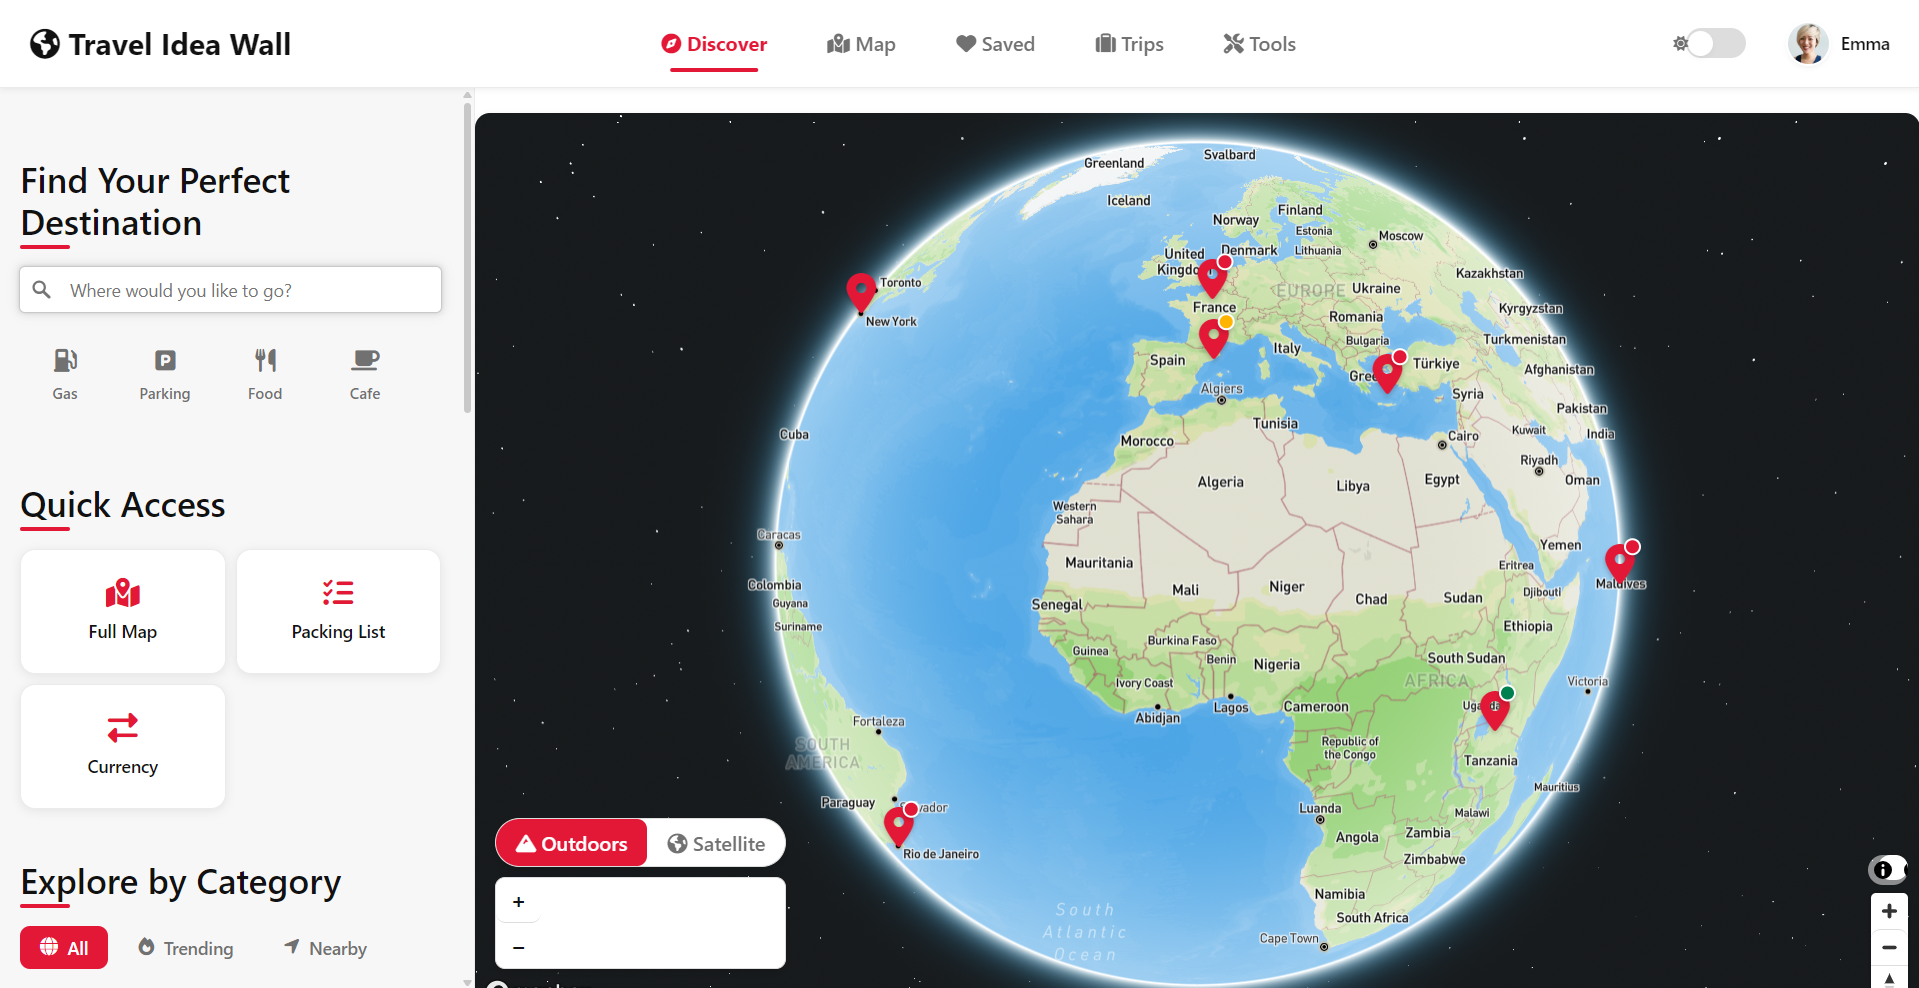 Travel Idea Wall
Discover
Map
Saved
Trips
Tools
Emma
Find Your Perfect
Destination
Where would you like to go?
Gas
Parking
Food
Cafe
Quick Access
Full Map
Packing List
Currency
Explore by Category
All
Trending
Nearby
Greenland
Svalbard
Iceland
Norway
Finland
Estonia
Lithuania
Denmark
Moscow
United
Kingdom
Kazakhstan
EUROPE
Ukraine
Toronto
New York
France
Romania
Kyrgyzstan
Bulgaria
Turkmenistan
Italy
Spain
Türkiye
Afghanistan
Algiers
Syria
Pakistan
Tunisia
Cuba
Morocco
Cairo
Kuwait
India
Riyadh
Oman
Algeria
Libya
Egypt
Western
Sahara
Caracas
Yemen
Mauritania
Eritrea
Colombia
Mali
Niger
Chad
Sudan
Djibouti
Maldives
Guyana
Senegal
Suriname
Burkina Faso
Ethiopia
Guinea
Benin
Nigeria
South Sudan
AFRICA
Ivory Coast
Victoria
Abidjan
Lagos
Cameroon
Fortaleza
SOUTH
AMERICA
Republic of
the Congo
Tanzania
Mauritius
Paraguay
Luanda
Malawi
Angola
Zambia
Rio de Janeiro
Zimbabwe
Namibia
South Africa
Cape Town
South
Atlantic
Ocean
Outdoors
Satellite
+
−